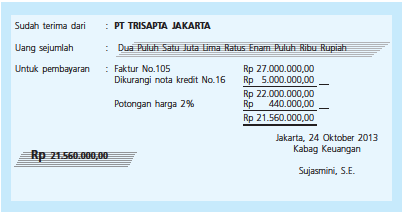 Sudah terima dari : PT TRISAPTA JAKARTA
Uang sejumlah : Dua Puluh Satu Juta Lima Ratus Enam Puluh Ribu Rupiah
Untuk pembayaran : Faktur No.105 Rp 27.000.000,00
Dikurangi nota kredit No.16 Rp 5.000.000,00
Rp 22.000.000,00
Potongan harga 2% Rp 440.000,00
Rp 21.560.000,00
Jakarta, 24 Oktober 2013
Kabag Keuangan
Rp 21.560.000,00
Sujasmini, S.E.